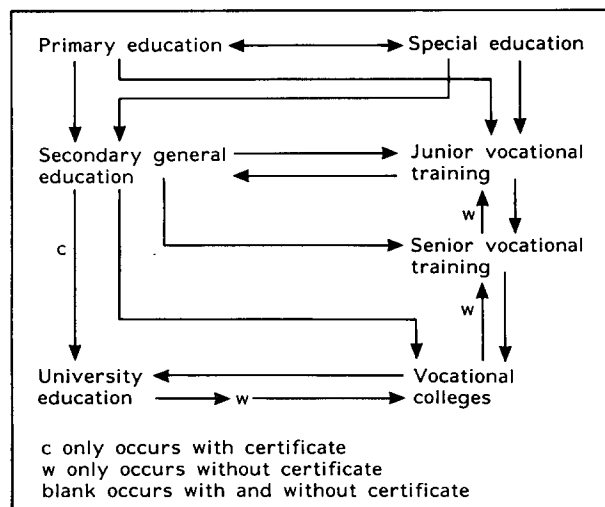 Primary education
Special education
Secondary general
education
Junior vocational
training
w
c
Senior vocational
training
w
University
education
w
Vocational
colleges
c only occurs with certificate
w only occurs without certificate
blank occurs with and without certificate